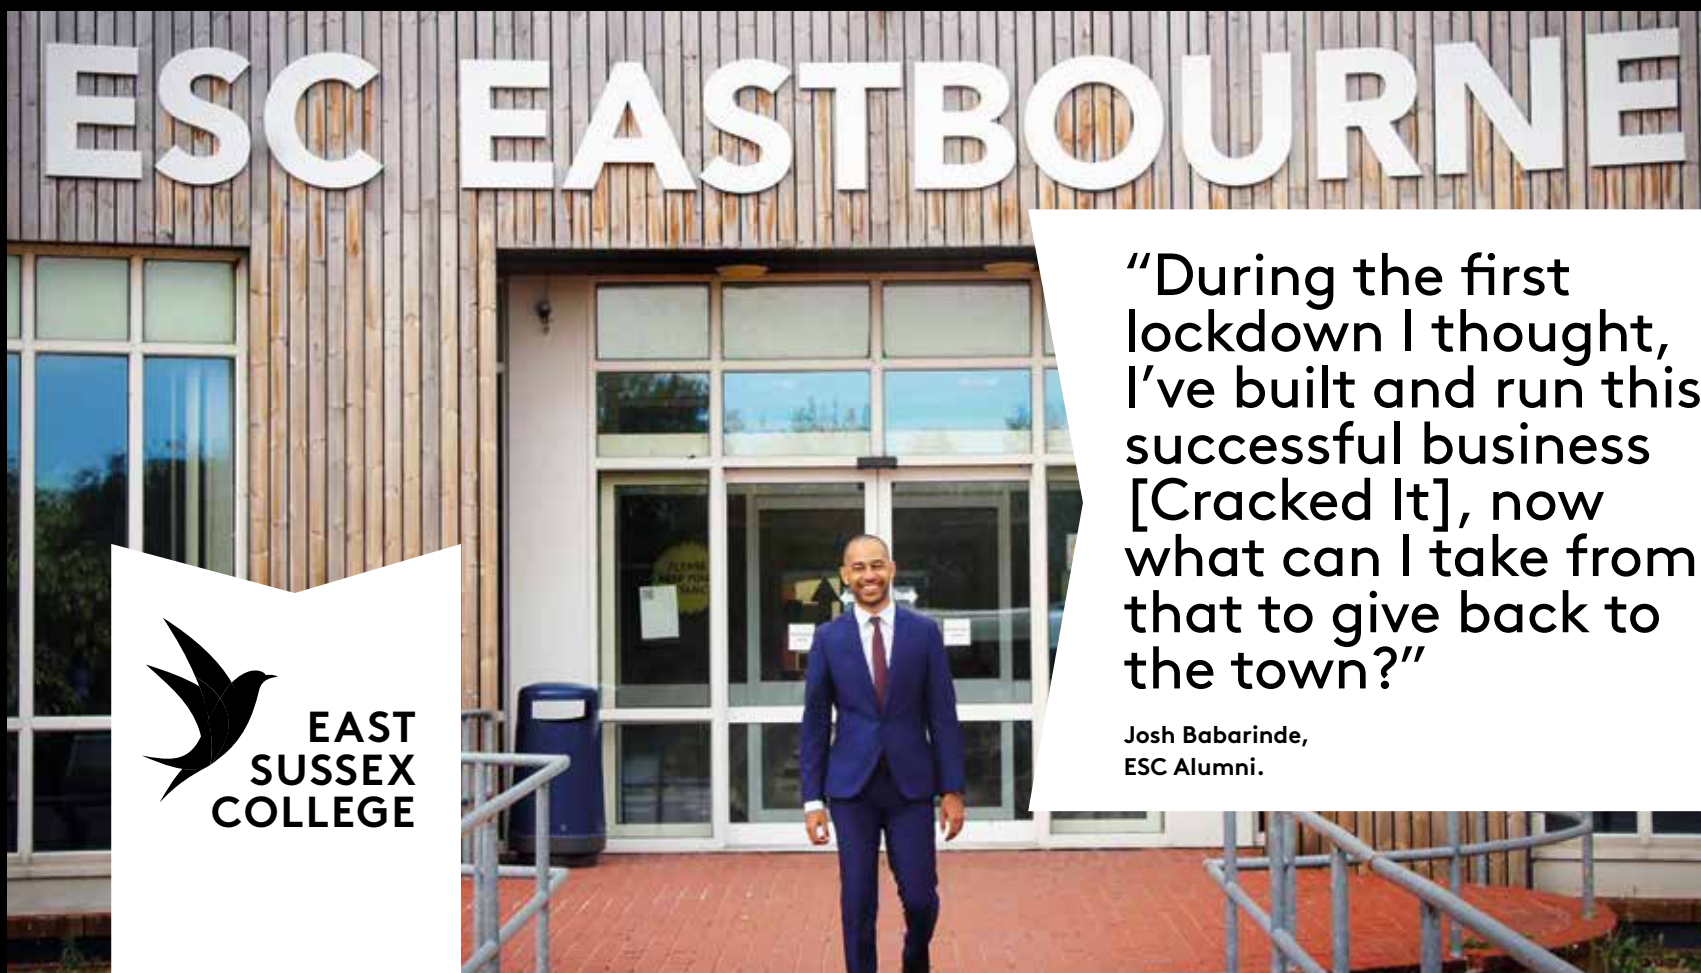 ESC EASTBOURNE
“During the first
lockdown I thought,
I’ve built and run this
successful business
[Cracked It], now
what can I take from
that to give back to
the town?”
Josh Babarinde,
ESC Alumni.
EAST
SUSSEX
COLLEGE
PLEASE